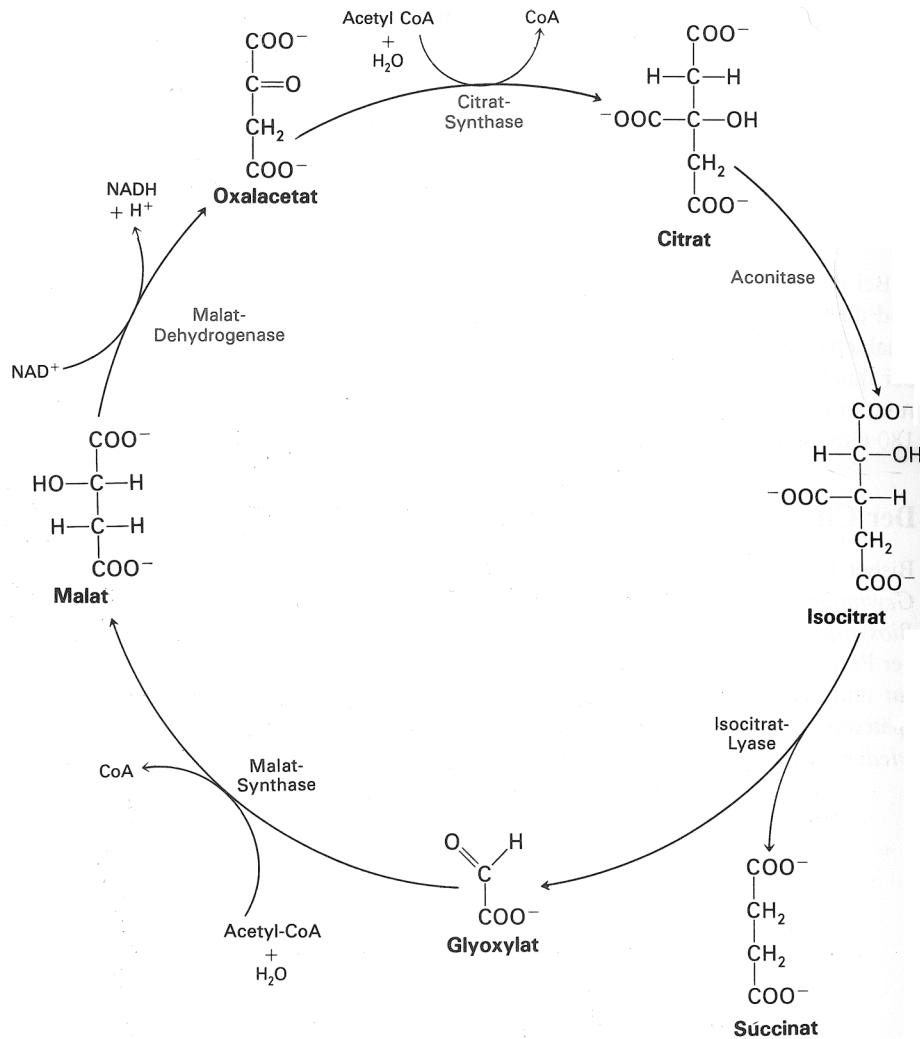 Acetyl CoA
+
H₂O
CoA
COO⁻
C=O
CH₂
COO⁻
Oxalacetat
Citrat-
Synthase
COO⁻
H—C—H
⁻OOC—C—OH
CH₂
COO⁻
Citrat
NADH
+ H⁺
NAD⁺
Malat-
Dehydrogenase
Aconitase
COO⁻
HO—C—H
H—C—H
COO⁻
Malat
COO⁻
H—C—OH
⁻OOC—C—H
CH₂
COO⁻
Isocitrat
Isocitrat-
Lyase
CoA
Malat-
Synthase
Acetyl-CoA
+
H₂O
O
H
C
COO⁻
Glyoxylat
COO⁻
CH₂
CH₂
COO⁻
Succinat